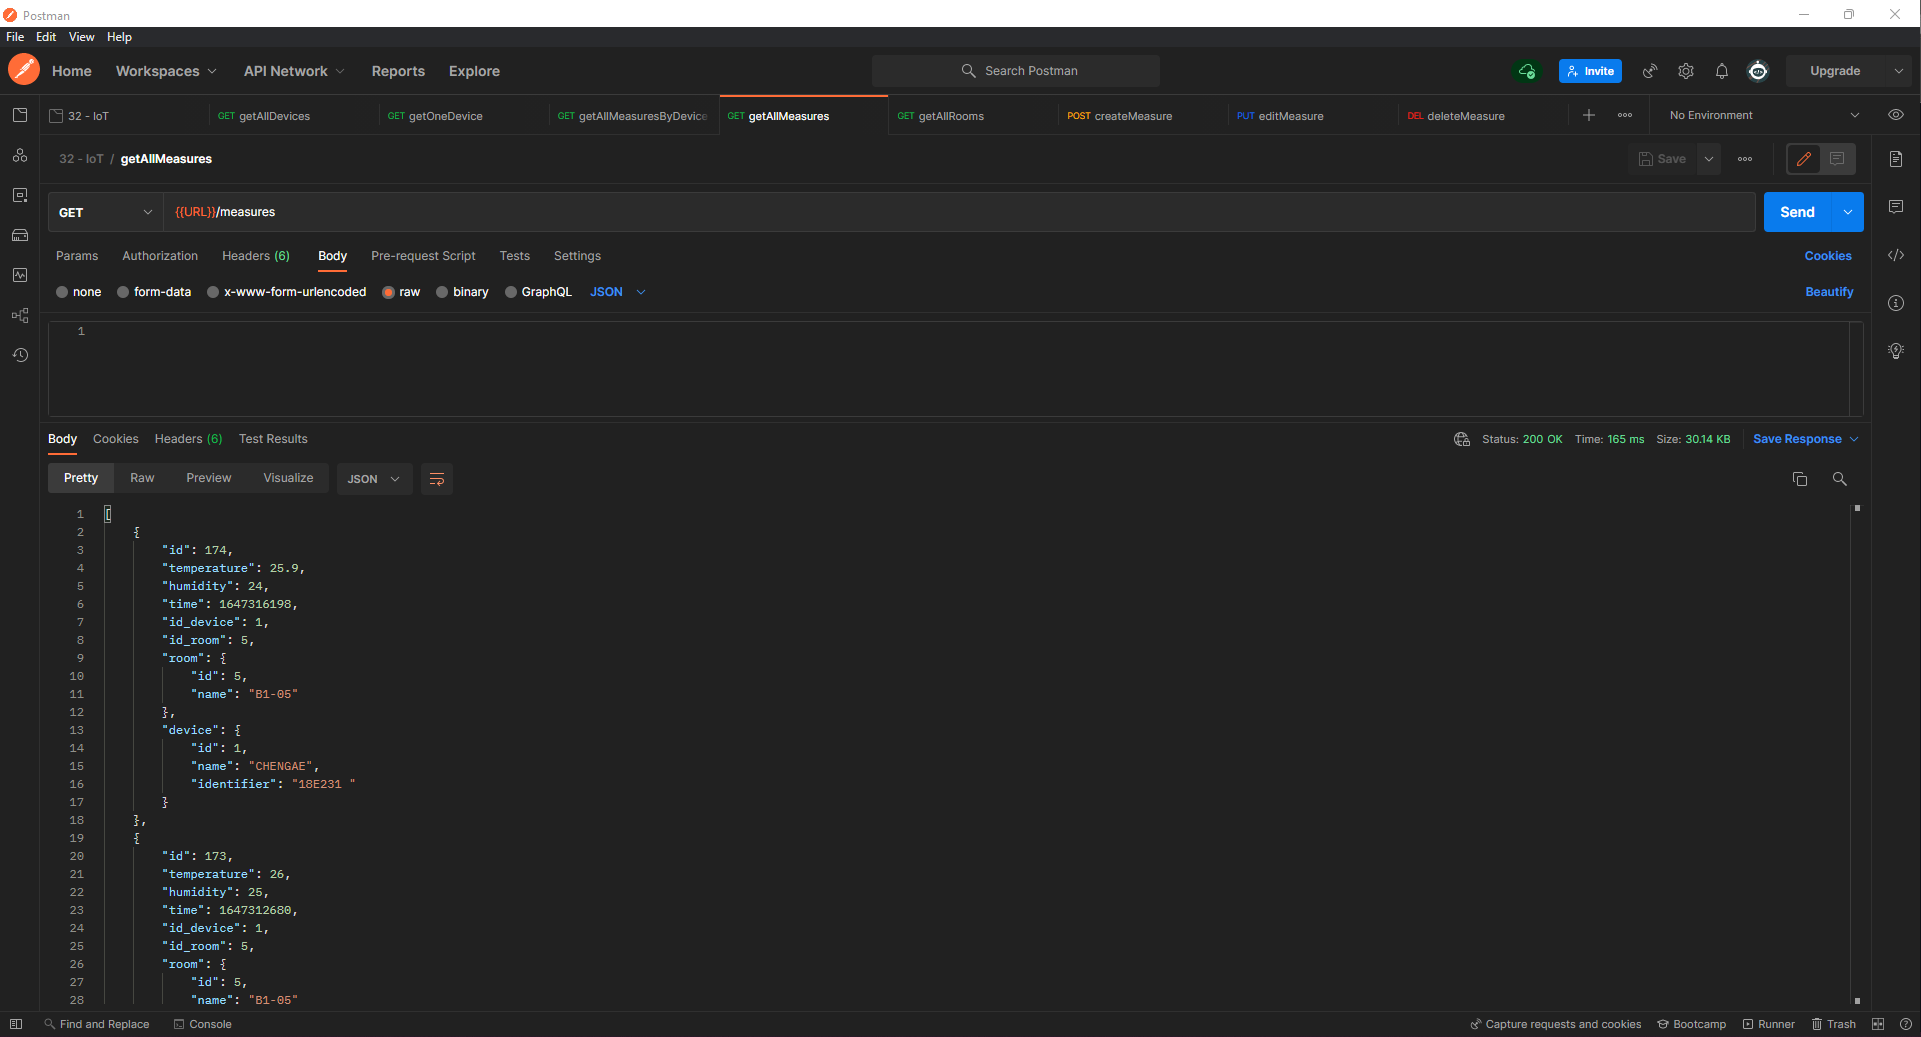 Postman
File Edit View Help
Home Workspaces API Network Reports Explore Search Postman Invite Upgrade
32 - IoT GET getAllDevices GET getOneDevice GET getAllMeasuresByDevice GET getAllMeasures GET getAllRooms POST createMeasure PUT editMeasure DEL deleteMeasure No Environment
32 - IoT / getAllMeasures Save
GET {{URL}}/measures Send
Params Authorization Headers (6) Body Pre-request Script Tests Settings Cookies
none form-data x-www-form-urlencoded raw binary GraphQL JSON Beautify
1
Body Cookies Headers (6) Test Results Status: 200 OK Time: 165 ms Size: 30.14 KB Save Response
Pretty Raw Preview Visualize JSON
1 [
2 {
3 "id": 174,
4 "temperature": 25.9,
5 "humidity": 24,
6 "time": 1647316198,
7 "id_device": 1,
8 "id_room": 5,
9 "room": {
10 "id": 5,
11 "name": "B1-05"
12 },
13 "device": {
14 "id": 1,
15 "name": "CHENGAE",
16 "identifier": "18E231 "
17 }
18 },
19 {
20 "id": 173,
21 "temperature": 26,
22 "humidity": 25,
23 "time": 1647312680,
24 "id_device": 1,
25 "id_room": 5,
26 "room": {
27 "id": 5,
28 "name": "B1-05"
Find and Replace Console Capture requests and cookies Bootcamp Runner Trash